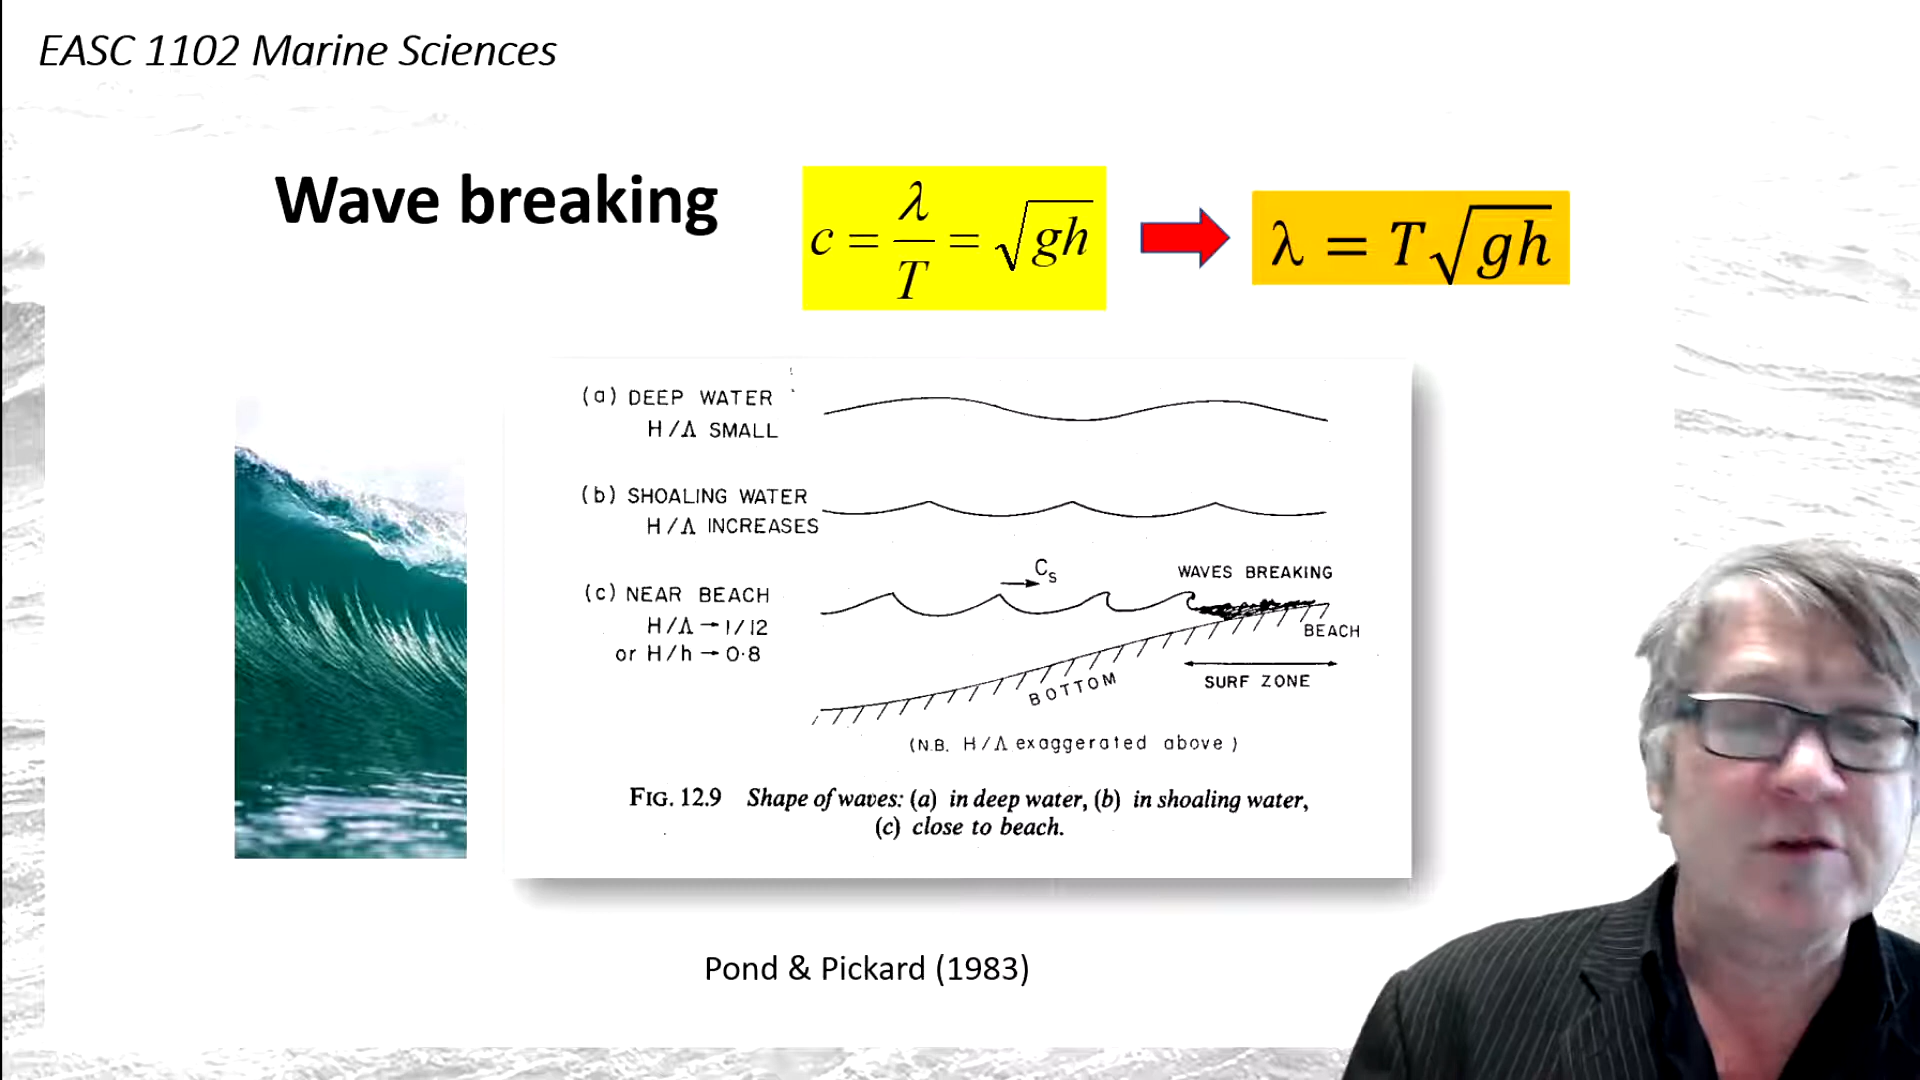 EASC 1102 Marine Sciences
Wave breaking
c = λ/T = √gh
λ = T√gh
(a) DEEP WATER
H/Λ SMALL
(b) SHOALING WATER
H/Λ INCREASES
(c) NEAR BEACH
H/Λ → 1/12
or H/h → 0·8
Cs
WAVES BREAKING
BEACH
BOTTOM
SURF ZONE
(N.B. H/Λ exaggerated above)
FIG. 12.9 Shape of waves: (a) in deep water, (b) in shoaling water,
(c) close to beach.
Pond & Pickard (1983)